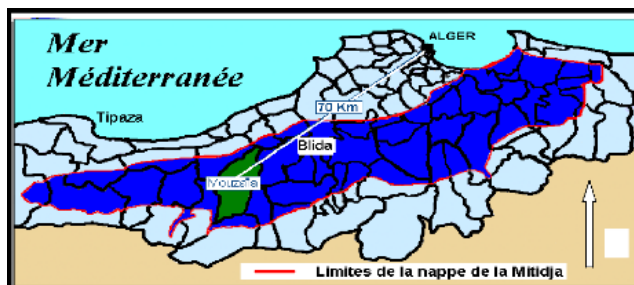 Mer
Méditerranée
ALGER
70 Km
Tipaza
Blida
Mouzaïa
Limites de la nappe de la Mitidja